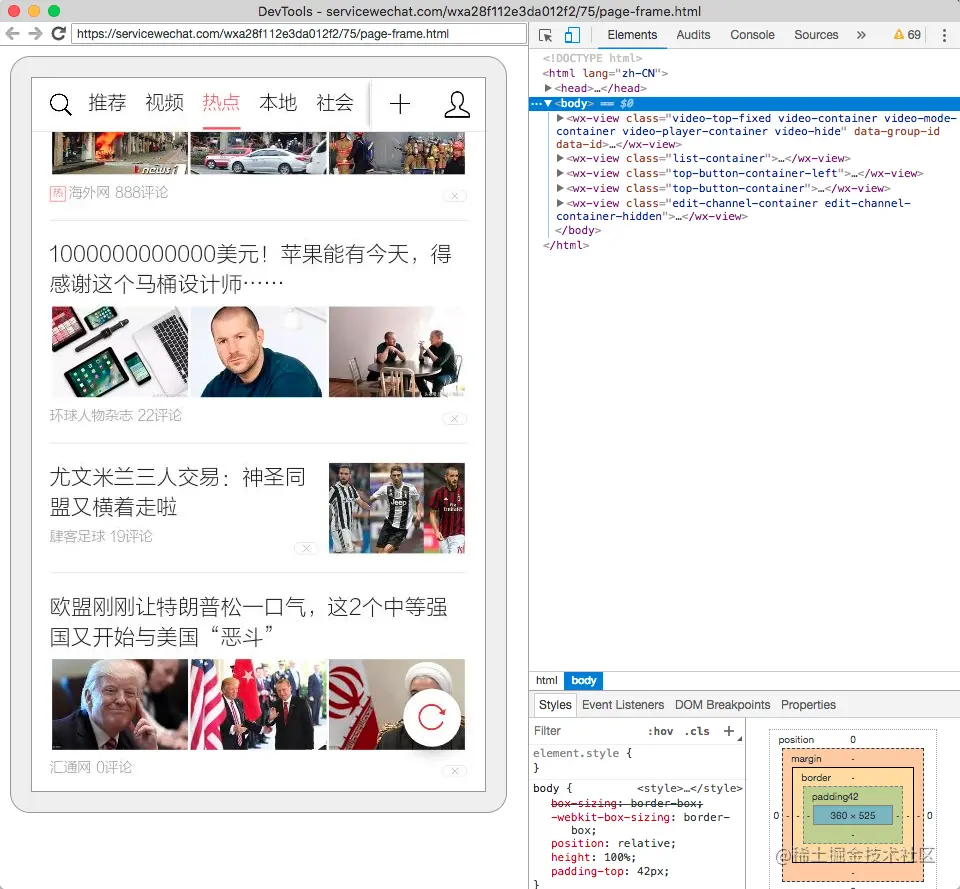 DevTools - servicewechat.com/wxa28f112e3da012f2/75/page-frame.html
https://servicewechat.com/wxa28f112e3da012f2/75/page-frame.html
Elements Audits Console Sources » 69
推荐 视频 热点 本地 社会
news1
热 海外网 888评论
1000000000000美元！苹果能有今天，得
感谢这个马桶设计师……
环球人物杂志 22评论
尤文米兰三人交易：神圣同
盟又横着走啦
肆客足球 19评论
Jeep
欧盟刚刚让特朗普松一口气，这2个中等强
国又开始与美国“恶斗”
汇通网 0评论
<!DOCTYPE html>
<html lang="zh-CN">
<head>…</head>
<body> == $0
<wx-view class="video-top-fixed video-container video-mode-
container video-player-container video-hide" data-group-id
data-id>…</wx-view>
<wx-view class="list-container">…</wx-view>
<wx-view class="top-button-container-left">…</wx-view>
<wx-view class="top-button-container">…</wx-view>
<wx-view class="edit-channel-container edit-channel-
container-hidden">…</wx-view>
</body>
</html>
html body
Styles Event Listeners DOM Breakpoints Properties
Filter :hov .cls +
element.style {
}
body { <style>…</style>
box-sizing: border-box;
-webkit-box-sizing: border-
box;
position: relative;
height: 100%;
padding-top: 42px;
}
position 0
margin -
border -
padding42
0 - - - 360 × 525 - - - 0
-
-
@稀土掘金技术社区